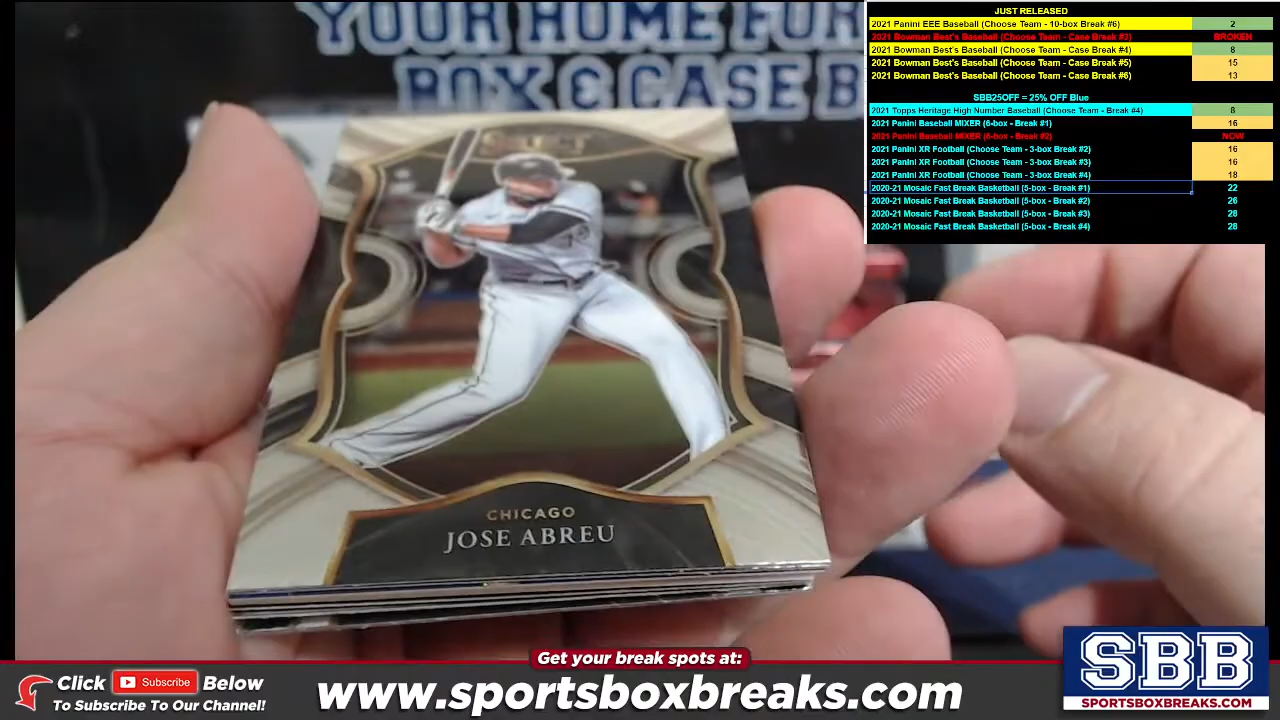 YOUR HOME FOR
BOX & CASE B
JUST RELEASED
2021 Panini EEE Baseball (Choose Team - 10-box Break #6) 2
2021 Bowman Best's Baseball (Choose Team - Case Break #3) BROKEN
2021 Bowman Best's Baseball (Choose Team - Case Break #4) 8
2021 Bowman Best's Baseball (Choose Team - Case Break #5) 15
2021 Bowman Best's Baseball (Choose Team - Case Break #6) 13
SBB25OFF = 25% OFF Blue
2021 Topps Heritage High Number Baseball (Choose Team - Break #4) 8
2021 Panini Baseball MIXER (6-box - Break #1) 16
2021 Panini Baseball MIXER (6-box - Break #2) NOW
2021 Panini XR Football (Choose Team - 3-box Break #2) 16
2021 Panini XR Football (Choose Team - 3-box Break #3) 16
2021 Panini XR Football (Choose Team - 3-box Break #4) 18
2020-21 Mosaic Fast Break Basketball (5-box - Break #1) 22
2020-21 Mosaic Fast Break Basketball (5-box - Break #2) 26
2020-21 Mosaic Fast Break Basketball (5-box - Break #3) 28
2020-21 Mosaic Fast Break Basketball (5-box - Break #4) 28
79
CHICAGO
JOSE ABREU
Get your break spots at:
Click Subscribe Below
To Subscribe To Our Channel!
www.sportsboxbreaks.com
SBB
SPORTSBOXBREAKS.COM